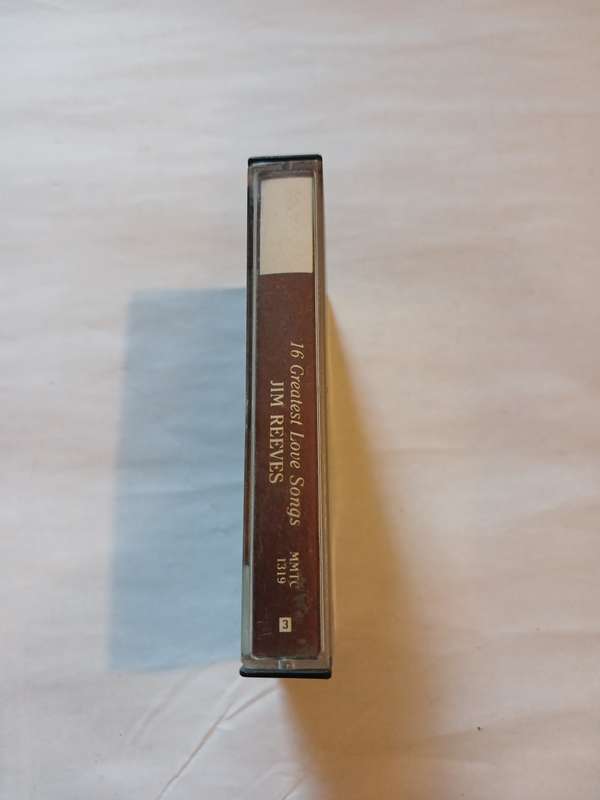 16 Greatest Love Songs
JIM REEVES
MMTC
1319
3